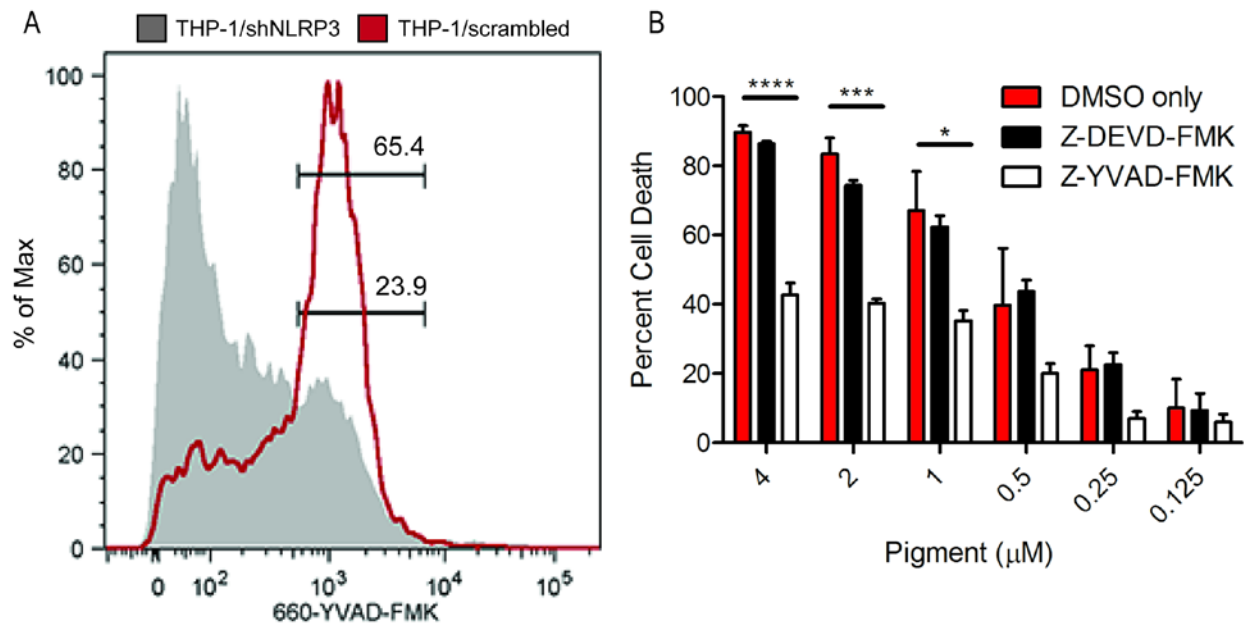 A
THP-1/shNLRP3
THP-1/scrambled
100
80
60
40
20
0
% of Max
65.4
23.9
0 10² 10³ 10⁴ 10⁵
660-YVAD-FMK
B
DMSO only
Z-DEVD-FMK
Z-YVAD-FMK
****
***
*
100
80
60
40
20
0
Percent Cell Death
4 2 1 0.5 0.25 0.125
Pigment (μM)